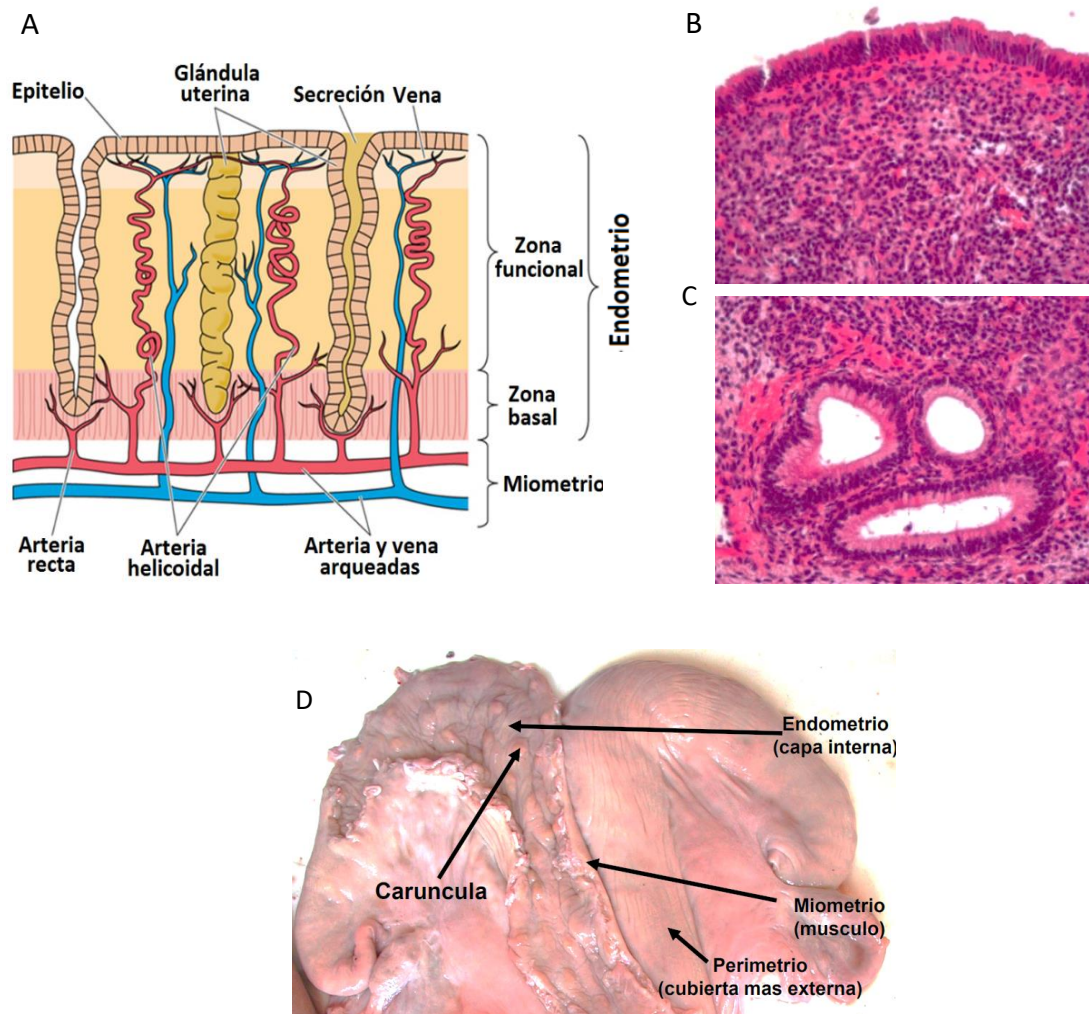 A
Glándula
uterina
Epitelio
Secreción Vena
Zona
funcional
Endometrio
Zona
basal
Miometrio
Arteria
recta
Arteria
helicoidal
Arteria y vena
arqueadas
B
C
D
Endometrio
(capa interna)
Caruncula
Miometrio
(musculo)
Perimetrio
(cubierta mas externa)